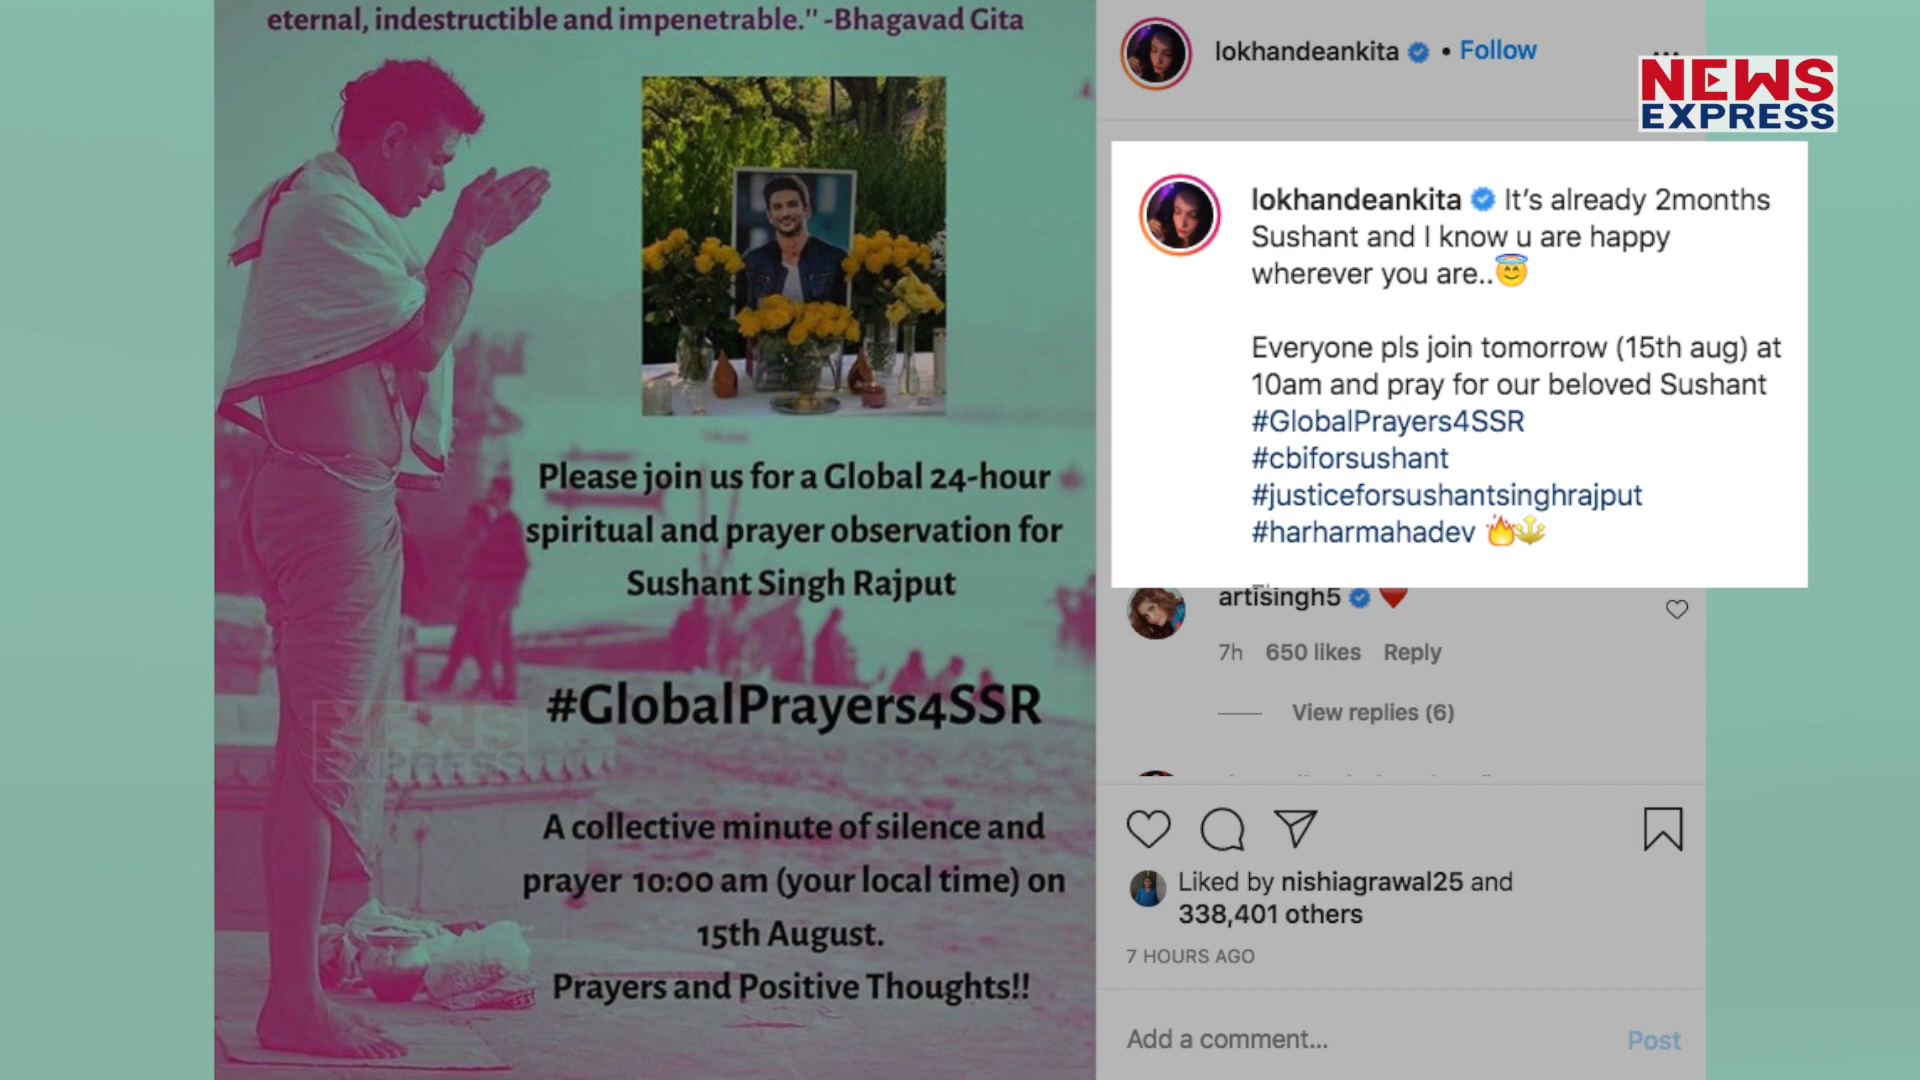 eternal, indestructible and impenetrable." -Bhagavad Gita
Please join us for a Global 24-hour
spiritual and prayer observation for
Sushant Singh Rajput
#GlobalPrayers4SSR
A collective minute of silence and
prayer 10:00 am (your local time) on
15th August.
Prayers and Positive Thoughts!!
NEWS
EXPRESS
lokhandeankita • Follow
NEWS
EXPRESS
lokhandeankita It's already 2months
Sushant and I know u are happy
wherever you are..
Everyone pls join tomorrow (15th aug) at
10am and pray for our beloved Sushant
#GlobalPrayers4SSR
#cbiforsushant
#justiceforsushantsinghrajput
#harharmahadev
artisingh5
7h 650 likes Reply
View replies (6)
Liked by nishiagrawal25 and
338,401 others
7 HOURS AGO
Add a comment... Post